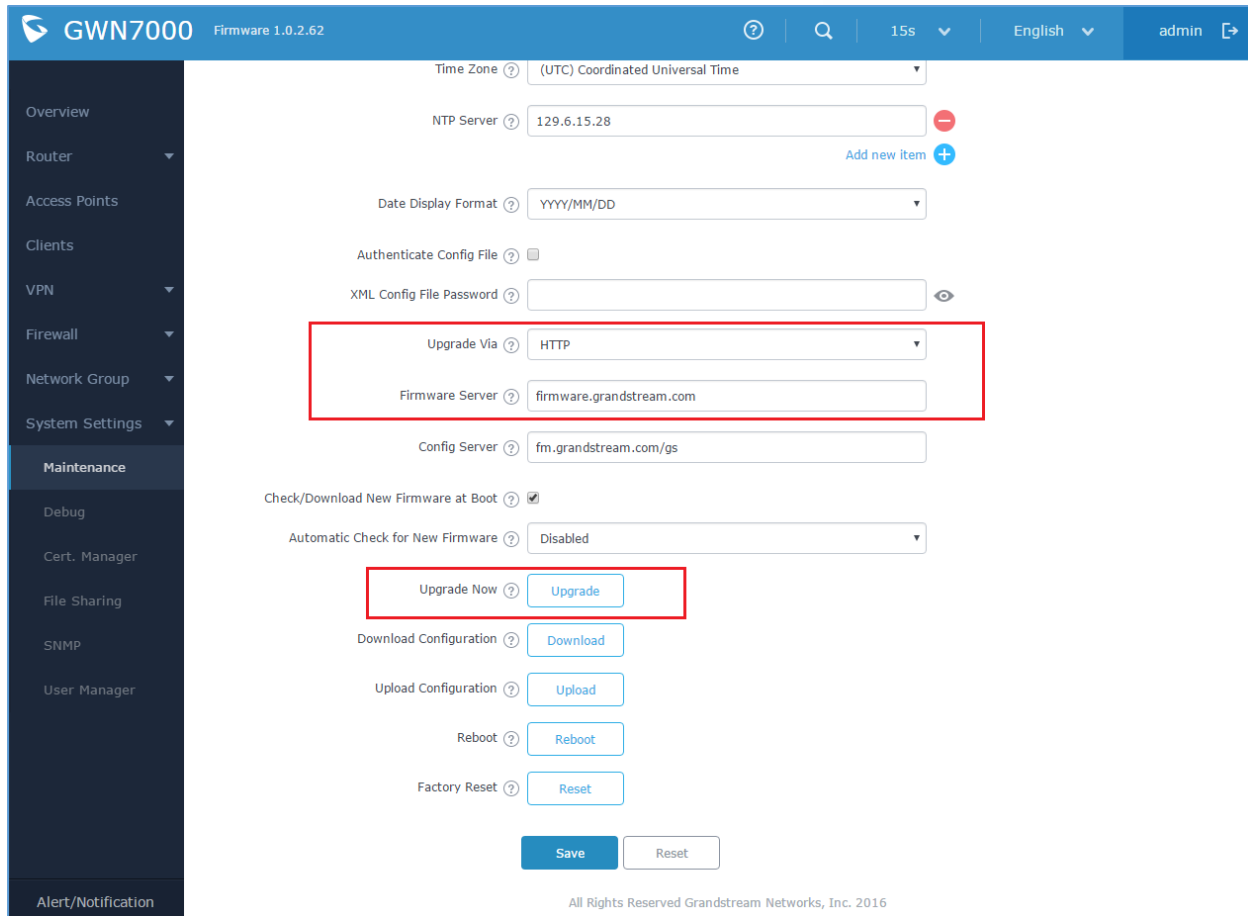 GWN7000 Firmware 1.0.2.62 15s English admin
Overview
Router
Access Points
Clients
VPN
Firewall
Network Group
System Settings
Maintenance
Debug
Cert. Manager
File Sharing
SNMP
User Manager
Alert/Notification
Time Zone (UTC) Coordinated Universal Time
NTP Server 129.6.15.28
Add new item
Date Display Format YYYY/MM/DD
Authenticate Config File
XML Config File Password
Upgrade Via HTTP
Firmware Server firmware.grandstream.com
Config Server fm.grandstream.com/gs
Check/Download New Firmware at Boot
Automatic Check for New Firmware Disabled
Upgrade Now Upgrade
Download Configuration Download
Upload Configuration Upload
Reboot Reboot
Factory Reset Reset
Save Reset
All Rights Reserved Grandstream Networks, Inc. 2016